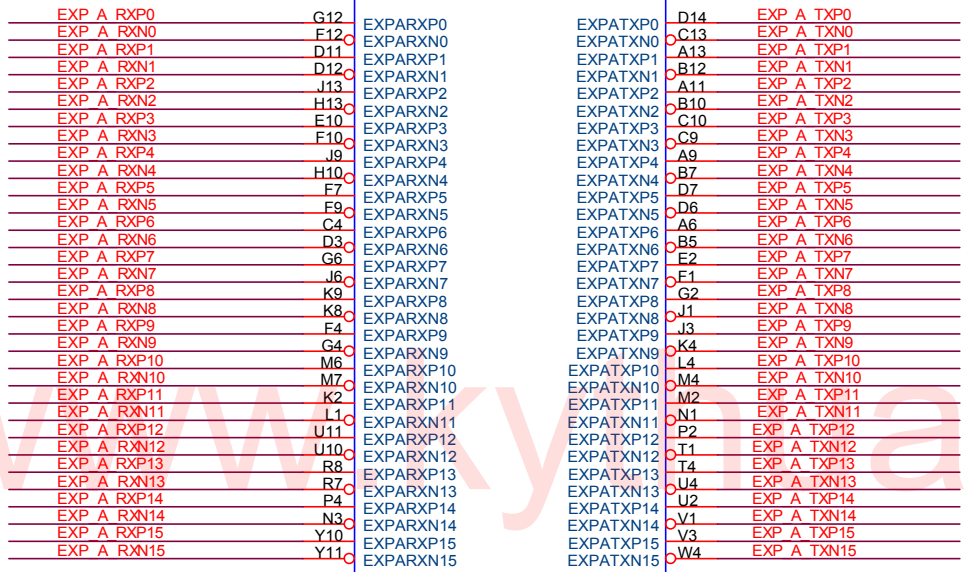 EXP_A_RXP0 G12 EXPARXP0 EXPATXP0 D14 EXP_A_TXP0
EXP_A_RXN0 F12 EXPARXN0 EXPATXN0 C13 EXP_A_TXN0
EXP_A_RXP1 D11 EXPARXP1 EXPATXP1 A13 EXP_A_TXP1
EXP_A_RXN1 D12 EXPARXN1 EXPATXN1 B12 EXP_A_TXN1
EXP_A_RXP2 J13 EXPARXP2 EXPATXP2 A11 EXP_A_TXP2
EXP_A_RXN2 H13 EXPARXN2 EXPATXN2 B10 EXP_A_TXN2
EXP_A_RXP3 E10 EXPARXP3 EXPATXP3 C10 EXP_A_TXP3
EXP_A_RXN3 F10 EXPARXN3 EXPATXN3 C9 EXP_A_TXN3
EXP_A_RXP4 J9 EXPARXP4 EXPATXP4 A9 EXP_A_TXP4
EXP_A_RXN4 H10 EXPARXN4 EXPATXN4 B7 EXP_A_TXN4
EXP_A_RXP5 F7 EXPARXP5 EXPATXP5 D7 EXP_A_TXP5
EXP_A_RXN5 F9 EXPARXN5 EXPATXN5 D6 EXP_A_TXN5
EXP_A_RXP6 C4 EXPARXP6 EXPATXP6 A6 EXP_A_TXP6
EXP_A_RXN6 D3 EXPARXN6 EXPATXN6 B5 EXP_A_TXN6
EXP_A_RXP7 G6 EXPARXP7 EXPATXP7 E2 EXP_A_TXP7
EXP_A_RXN7 J6 EXPARXN7 EXPATXN7 F1 EXP_A_TXN7
EXP_A_RXP8 K9 EXPARXP8 EXPATXP8 G2 EXP_A_TXP8
EXP_A_RXN8 K8 EXPARXN8 EXPATXN8 J1 EXP_A_TXN8
EXP_A_RXP9 F4 EXPARXP9 EXPATXP9 J3 EXP_A_TXP9
EXP_A_RXN9 G4 EXPARXN9 EXPATXN9 K4 EXP_A_TXN9
EXP_A_RXP10 M6 EXPARXP10 EXPATXP10 L4 EXP_A_TXP10
EXP_A_RXN10 M7 EXPARXN10 EXPATXN10 M4 EXP_A_TXN10
EXP_A_RXP11 K2 EXPARXP11 EXPATXP11 M2 EXP_A_TXP11
EXP_A_RXN11 L1 EXPARXN11 EXPATXN11 N1 EXP_A_TXN11
EXP_A_RXP12 U11 EXPARXP12 EXPATXP12 P2 EXP_A_TXP12
EXP_A_RXN12 U10 EXPARXN12 EXPATXN12 T1 EXP_A_TXN12
EXP_A_RXP13 R8 EXPARXP13 EXPATXP13 T4 EXP_A_TXP13
EXP_A_RXN13 R7 EXPARXN13 EXPATXN13 U4 EXP_A_TXN13
EXP_A_RXP14 P4 EXPARXP14 EXPATXP14 U2 EXP_A_TXP14
EXP_A_RXN14 N3 EXPARXN14 EXPATXN14 V1 EXP_A_TXN14
EXP_A_RXP15 Y10 EXPARXP15 EXPATXP15 V3 EXP_A_TXP15
EXP_A_RXN15 Y11 EXPARXN15 EXPATXN15 W4 EXP_A_TXN15